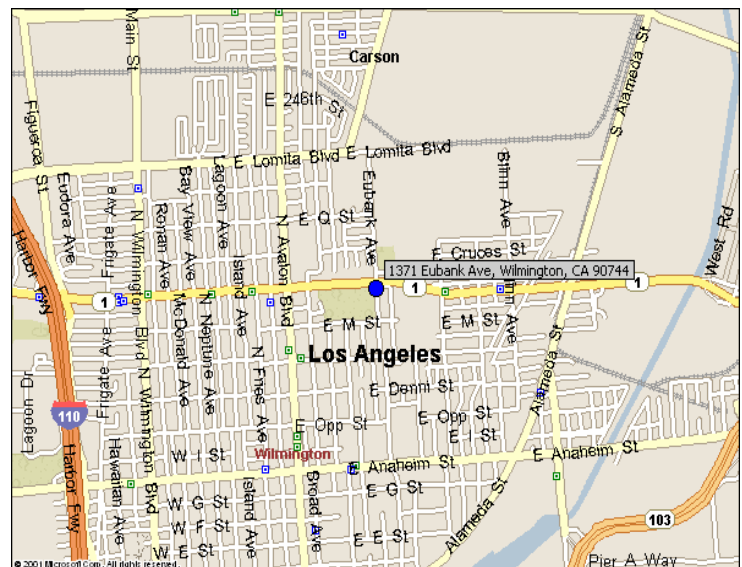 Main St
Carson
S Alameda St
Figueroa St
E 246th St
E Lomita Blvd
E Lomita Blvd
Blinn Ave
Eudora Ave
Frigate Ave
N Wilmington Blvd
Ronan Ave
Bay View Ave
Lagoon Ave
Eubank Ave
West Rd
E Q St
N Avalon Blvd
E Cruces St
Harbor Fwy
Island Ave
1371 Eubank Ave, Wilmington, CA 90744
1
1
1
Blinn Ave
McDonald Ave
N Neptune Ave
E M St
E M St
Frigate Ave
N Wilmington Blvd
N Fries Ave
Los Angeles
Lagoon Dr
E Denni St
Alameda St
110
E Opp St
E Opp St
E I St
Harbor Fwy
Hawaiian Ave
W I St
Wilmington
E Anaheim St
E Anaheim St
Island Ave
Broad Ave
E G St
W G St
W F St
W E St
E E St
Alameda St
103
Pier A Way
© 2001 Microsoft Corp. All rights reserved.